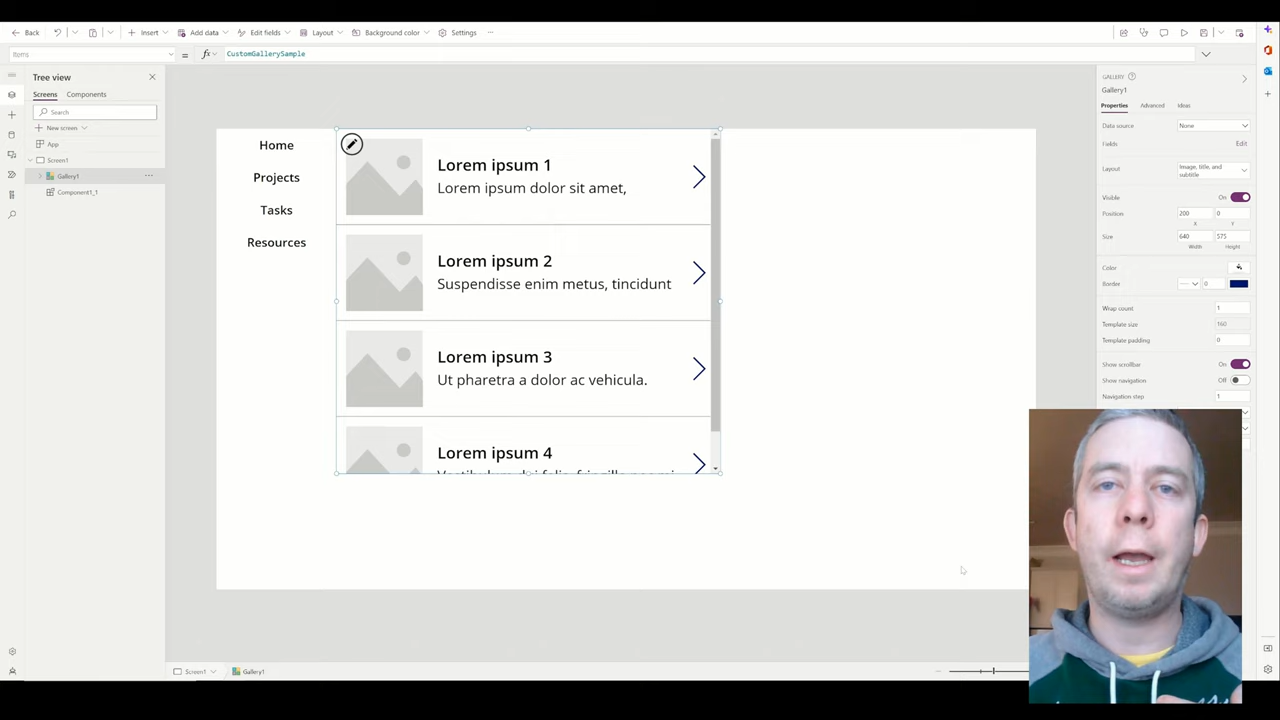 Back
Insert
Add data
Edit fields
Layout
Background color
Settings
Items
=
fx
CustomGallerySample
Tree view
Screens
Components
Search
New screen
App
Screen1
Gallery1
Component1_1
Home
Projects
Tasks
Resources
Lorem ipsum 1
Lorem ipsum dolor sit amet,
Lorem ipsum 2
Suspendisse enim metus, tincidunt
Lorem ipsum 3
Ut pharetra a dolor ac vehicula.
Lorem ipsum 4
GALLERY
Gallery1
Properties
Advanced
Ideas
Data source
None
Fields
Edit
Layout
Image, title, and
subtitle
Visible
On
Position
200
0
X
Y
Size
640
575
Width
Height
Color
Border
0
Wrap count
1
Template size
160
Template padding
0
Show scrollbar
On
Show navigation
Off
Navigation step
1
Screen1
Gallery1